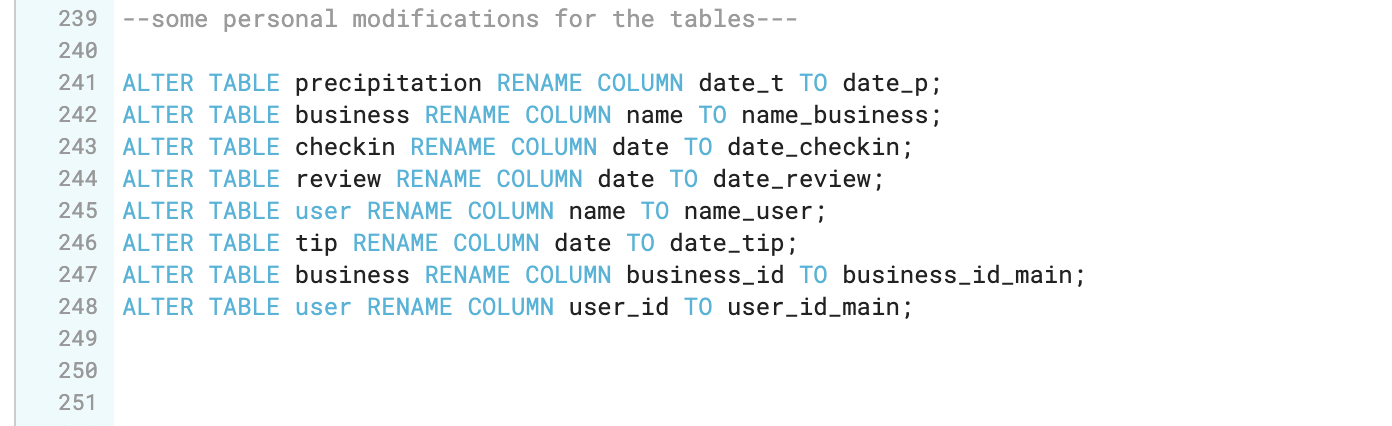 239 --some personal modifications for the tables---
240
241 ALTER TABLE precipitation RENAME COLUMN date_t TO date_p;
242 ALTER TABLE business RENAME COLUMN name TO name_business;
243 ALTER TABLE checkin RENAME COLUMN date TO date_checkin;
244 ALTER TABLE review RENAME COLUMN date TO date_review;
245 ALTER TABLE user RENAME COLUMN name TO name_user;
246 ALTER TABLE tip RENAME COLUMN date TO date_tip;
247 ALTER TABLE business RENAME COLUMN business_id TO business_id_main;
248 ALTER TABLE user RENAME COLUMN user_id TO user_id_main;
249
250
251